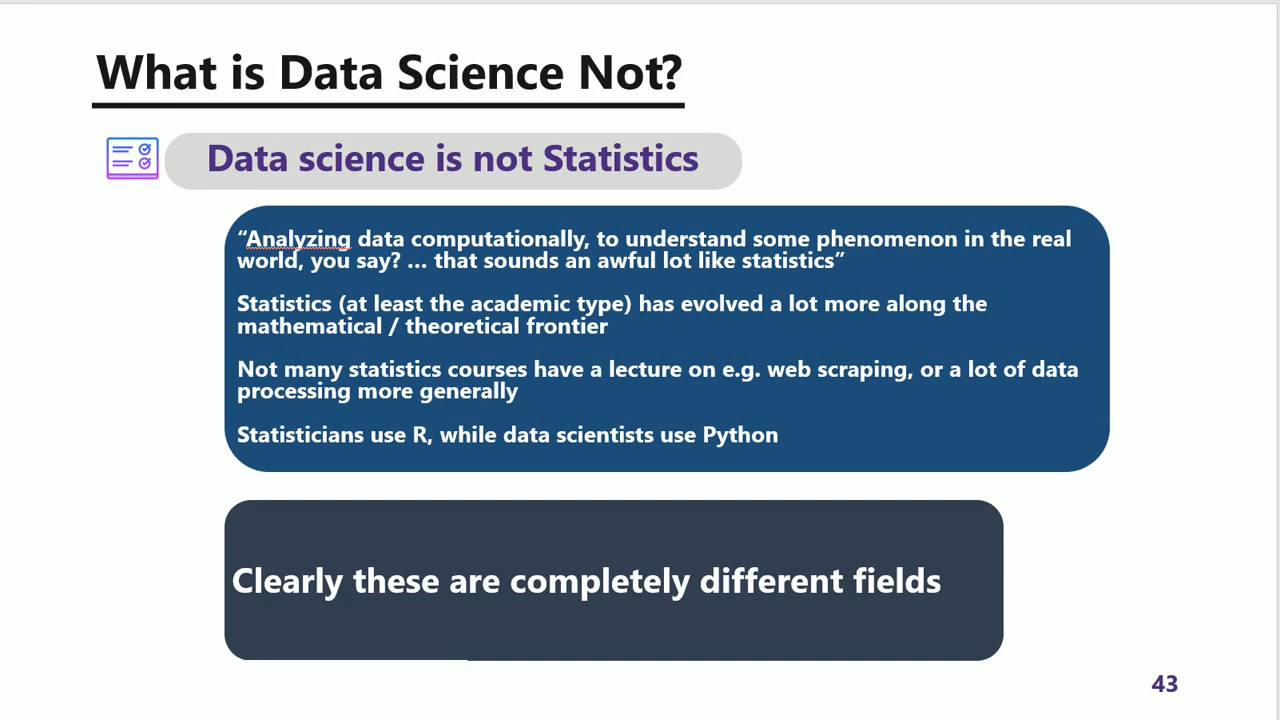 What is Data Science Not?
Data science is not Statistics
“Analyzing data computationally, to understand some phenomenon in the real
world, you say? … that sounds an awful lot like statistics”
Statistics (at least the academic type) has evolved a lot more along the
mathematical / theoretical frontier
Not many statistics courses have a lecture on e.g. web scraping, or a lot of data
processing more generally
Statisticians use R, while data scientists use Python
Clearly these are completely different fields
43